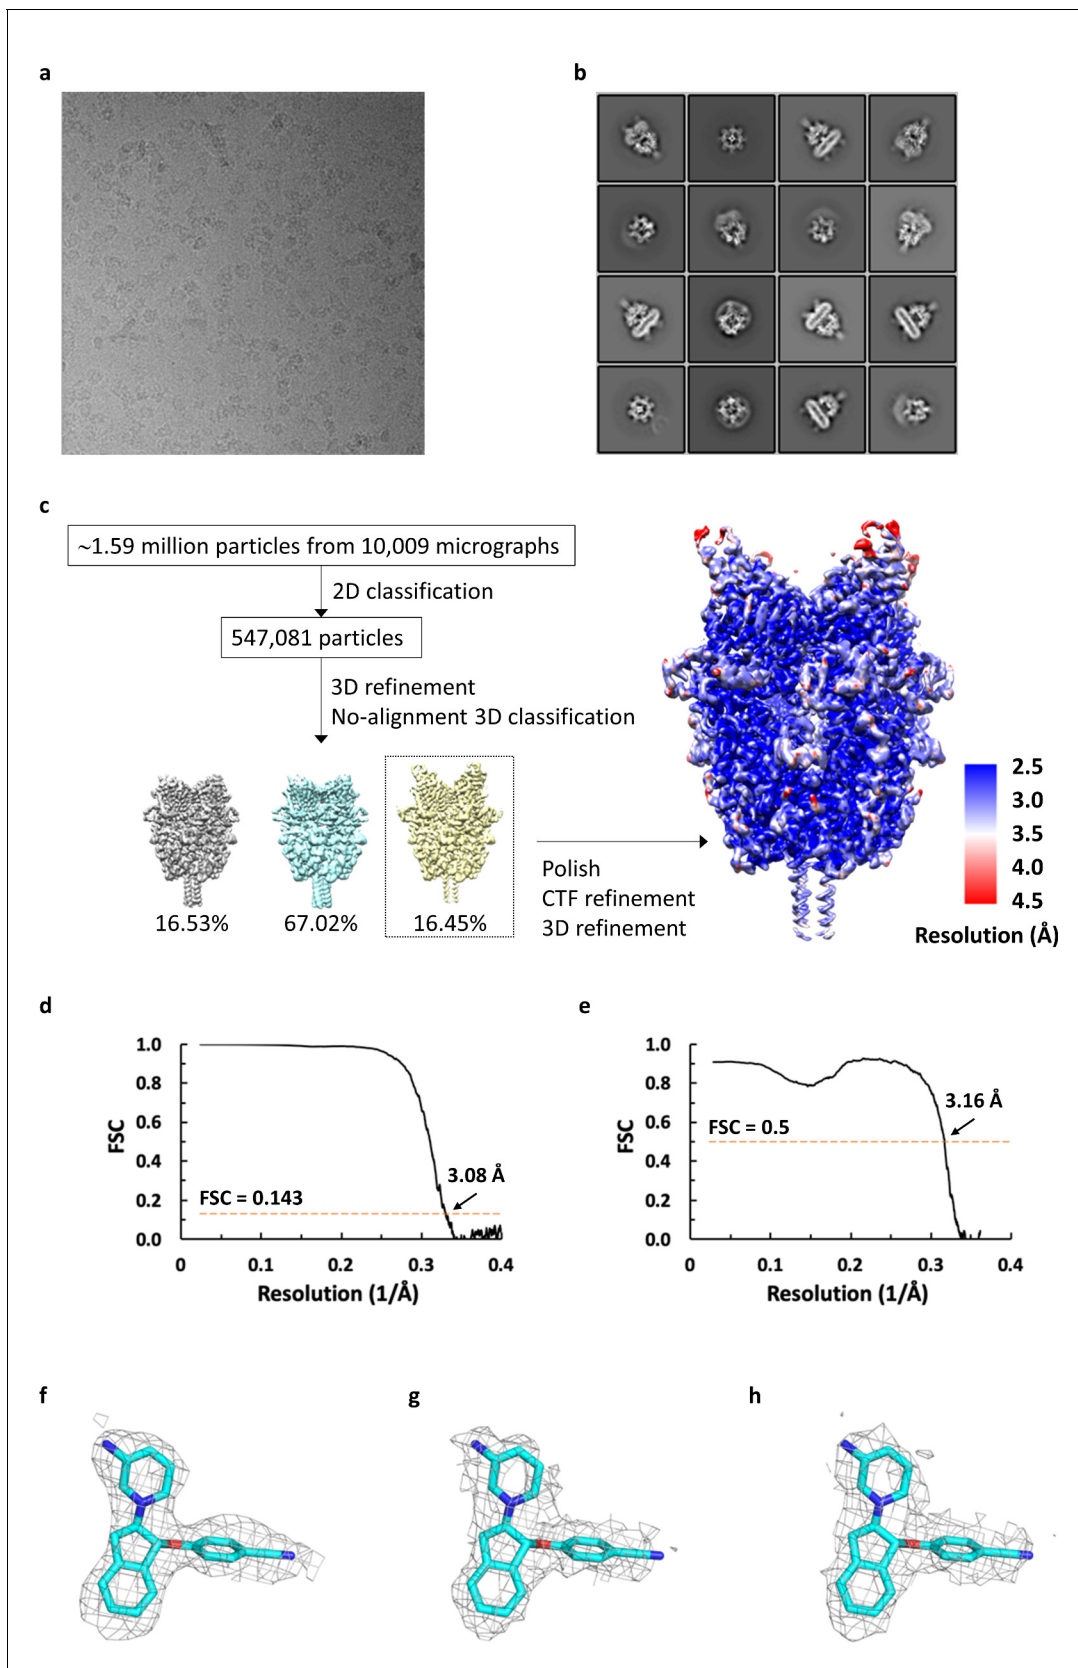 a
b
c
~1.59 million particles from 10,009 micrographs
2D classification
547,081 particles
3D refinement
No-alignment 3D classification
16.53%
67.02%
16.45%
Polish
CTF refinement
3D refinement
2.5
3.0
3.5
4.0
4.5
Resolution (Å)
d
1.0
0.8
0.6
0.4
0.2
0.0
FSC
FSC = 0.143
3.08 Å
0
0.1
0.2
0.3
0.4
Resolution (1/Å)
e
1.0
0.8
0.6
0.4
0.2
0.0
FSC
FSC = 0.5
3.16 Å
0
0.1
0.2
0.3
0.4
Resolution (1/Å)
f
g
h